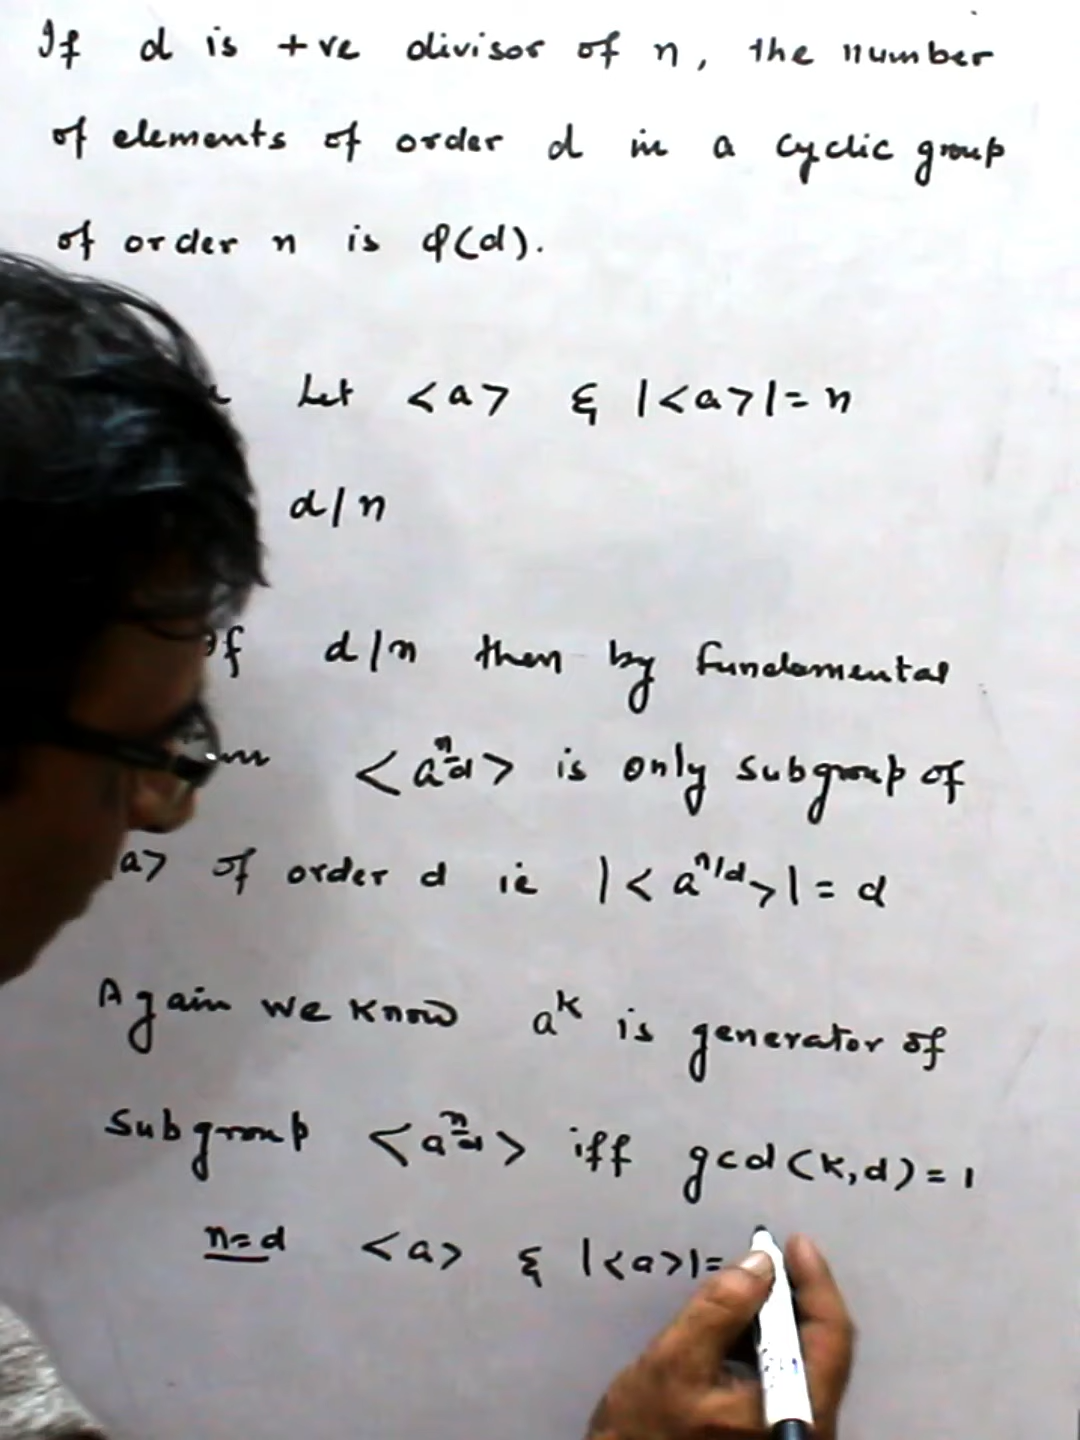 If d is +ve divisor of n, the number
of elements of order d in a cyclic group
of order n is φ(d).
Let <a> & |<a>| = n
d/n
If d/n then by fundamental
<a^{n/d}> is only subgroup of
<a> of order d ie |<a^{n/d}>| = d
Again we know a^k is generator of
subgroup <a^{n/d}> iff gcd(k,d) = 1
n=d <a> & |<a>| =